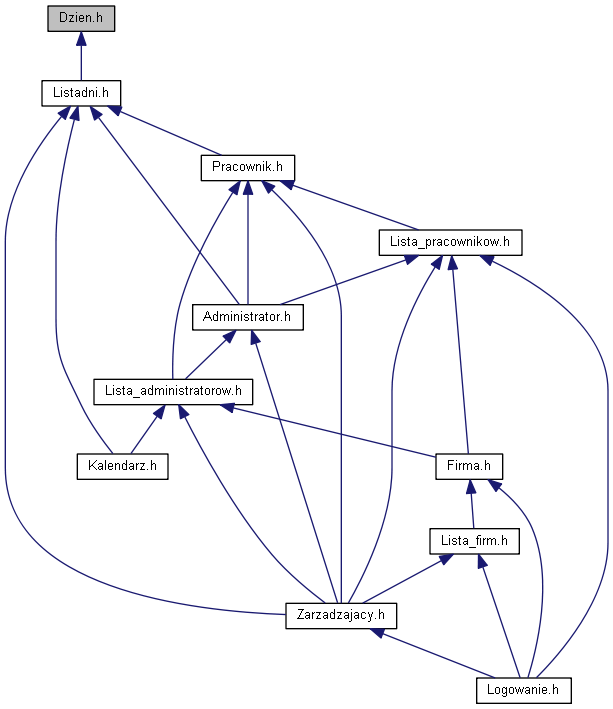 Dzien.h
Listadni.h
Pracownik.h
Lista_pracownikow.h
Administrator.h
Lista_administratorow.h
Kalendarz.h
Firma.h
Lista_firm.h
Zarzadzajacy.h
Logowanie.h